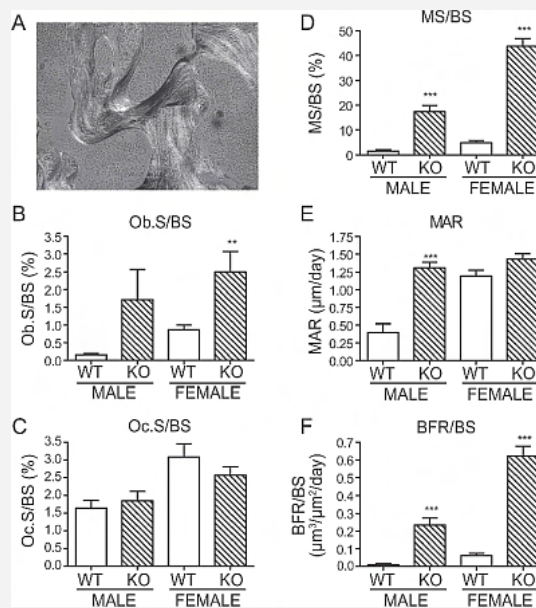 A
B
Ob.S/BS
Ob.S/BS (%)
3.5
3.0
2.5
2.0
1.5
1.0
0.5
0.0
**
WT KO WT KO
MALE FEMALE
C
Oc.S/BS
Oc.S/BS (%)
3.5
3.0
2.5
2.0
1.5
1.0
0.5
0.0
WT KO WT KO
MALE FEMALE
D
MS/BS
MS/BS (%)
50
40
30
20
10
0
***
***
WT KO WT KO
MALE FEMALE
E
MAR
MAR (µm/day)
1.75
1.25
1.00
0.50
0.25
0.00
***
WT KO WT KO
MALE FEMALE
F
BFR/BS
BFR/BS
(µm³/µm²/day)
0.7
0.6
0.5
0.4
0.3
0.2
0.1
0.0
***
***
WT KO WT KO
MALE FEMALE